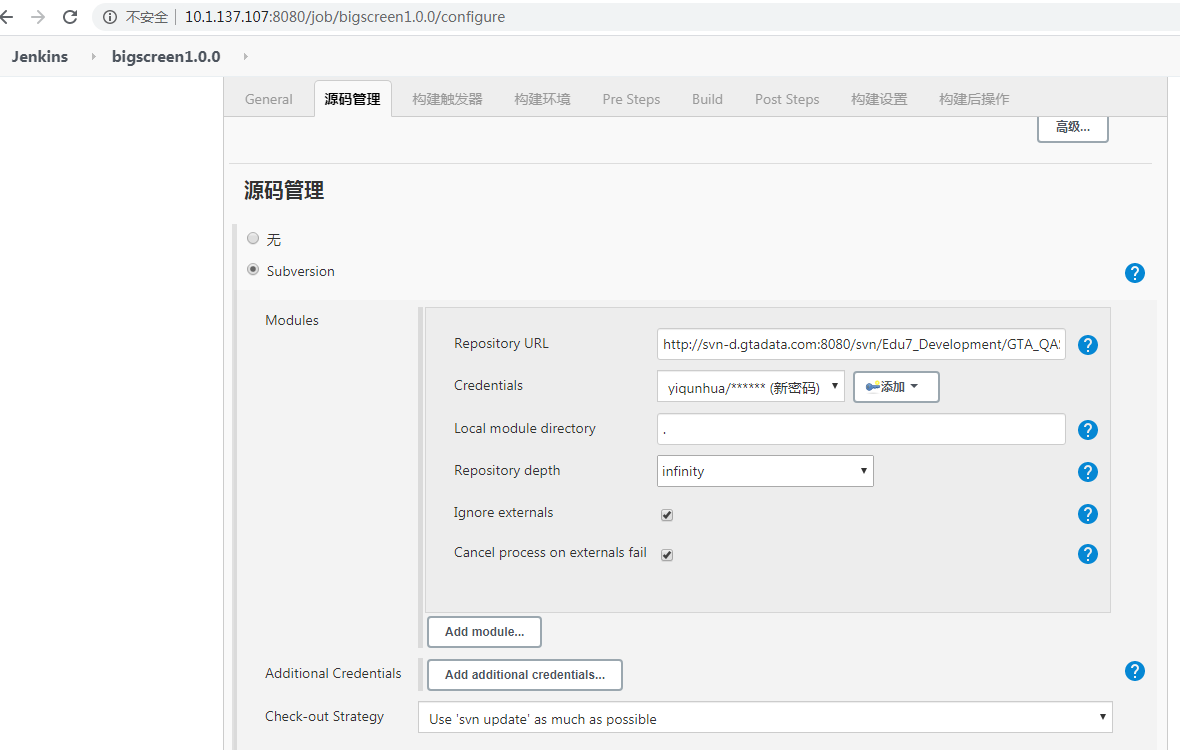 不安全 | 10.1.137.107:8080/job/bigscreen1.0.0/configure
Jenkins bigscreen1.0.0
General 源码管理 构建触发器 构建环境 Pre Steps Build Post Steps 构建设置 构建后操作
高级...
源码管理
无
Subversion
Modules
Repository URL http://svn-d.gtadata.com:8080/svn/Edu7_Development/GTA_QAS
Credentials yiqunhua/****** (新密码) 添加
Local module directory .
Repository depth infinity
Ignore externals
Cancel process on externals fail
Add module...
Additional Credentials Add additional credentials...
Check-out Strategy Use 'svn update' as much as possible